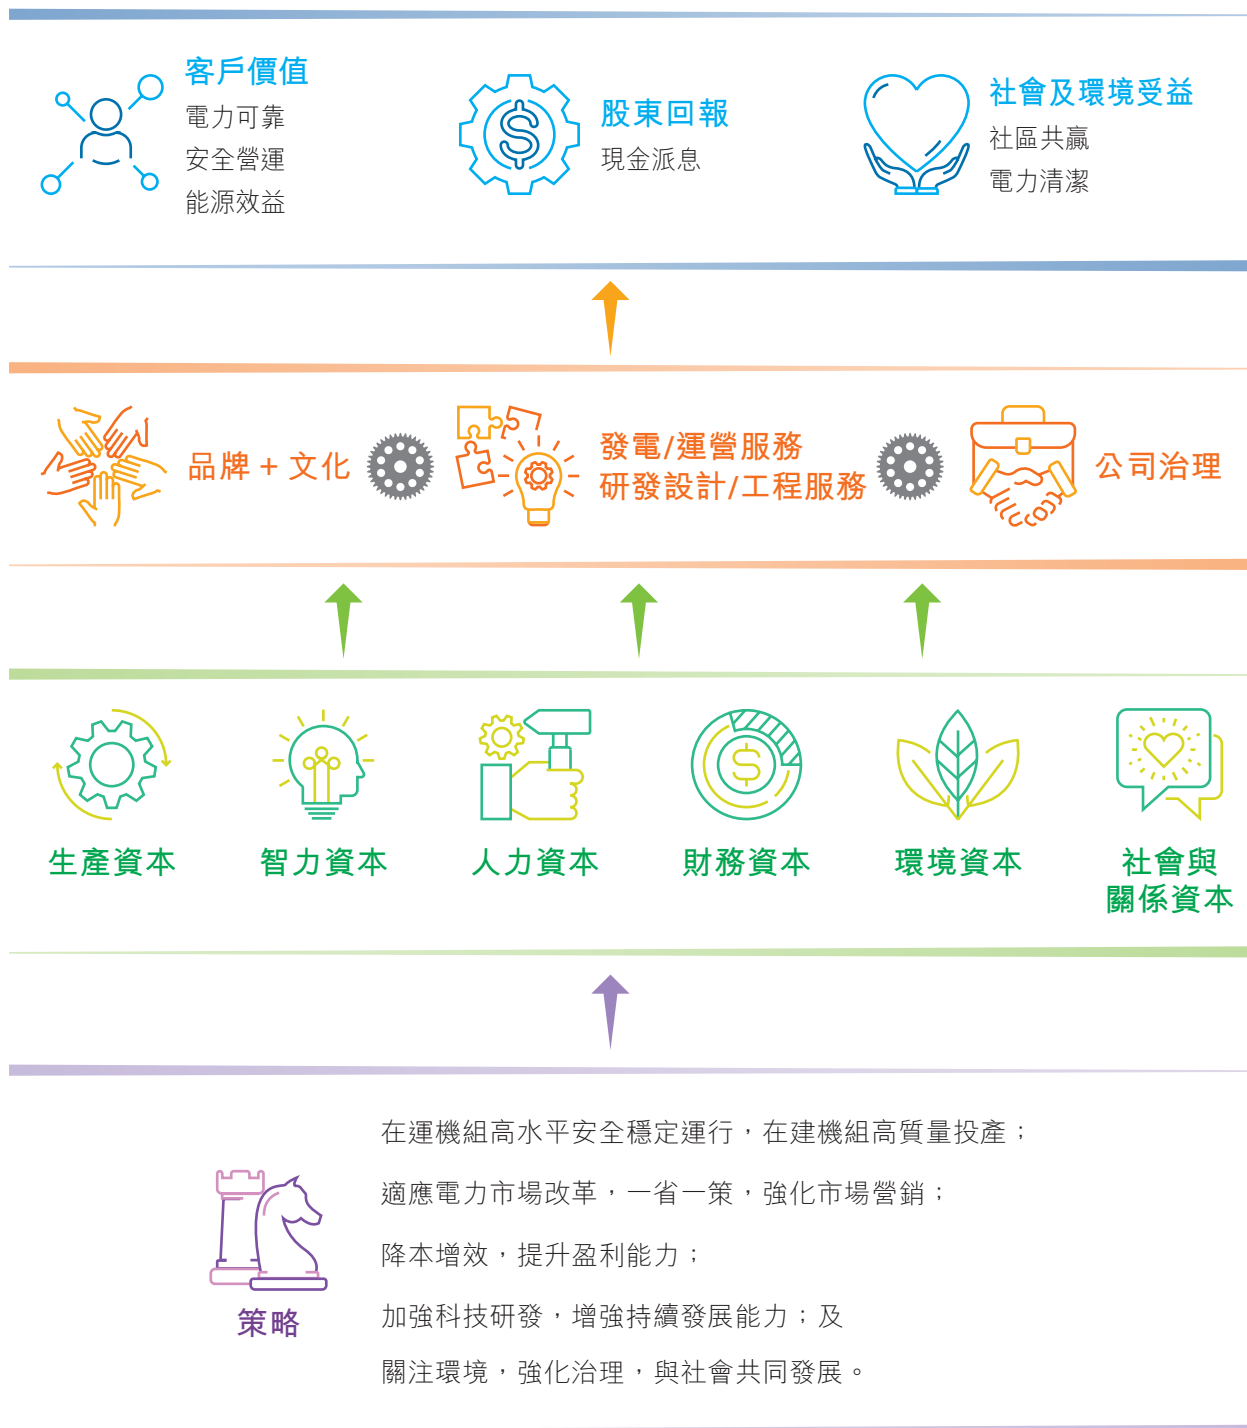 客戶價值
電力可靠
安全營運
能源效益
股東回報
現金派息
社會及環境受益
社區共贏
電力清潔
品牌 + 文化
發電/運營服務
研發設計/工程服務
公司治理
生產資本
智力資本
人力資本
財務資本
環境資本
社會與
關係資本
策略
在運機組高水平安全穩定運行，在建機組高質量投產；
適應電力市場改革，一省一策，強化市場營銷；
降本增效，提升盈利能力；
加強科技研發，增強持續發展能力；及
關注環境，強化治理，與社會共同發展。